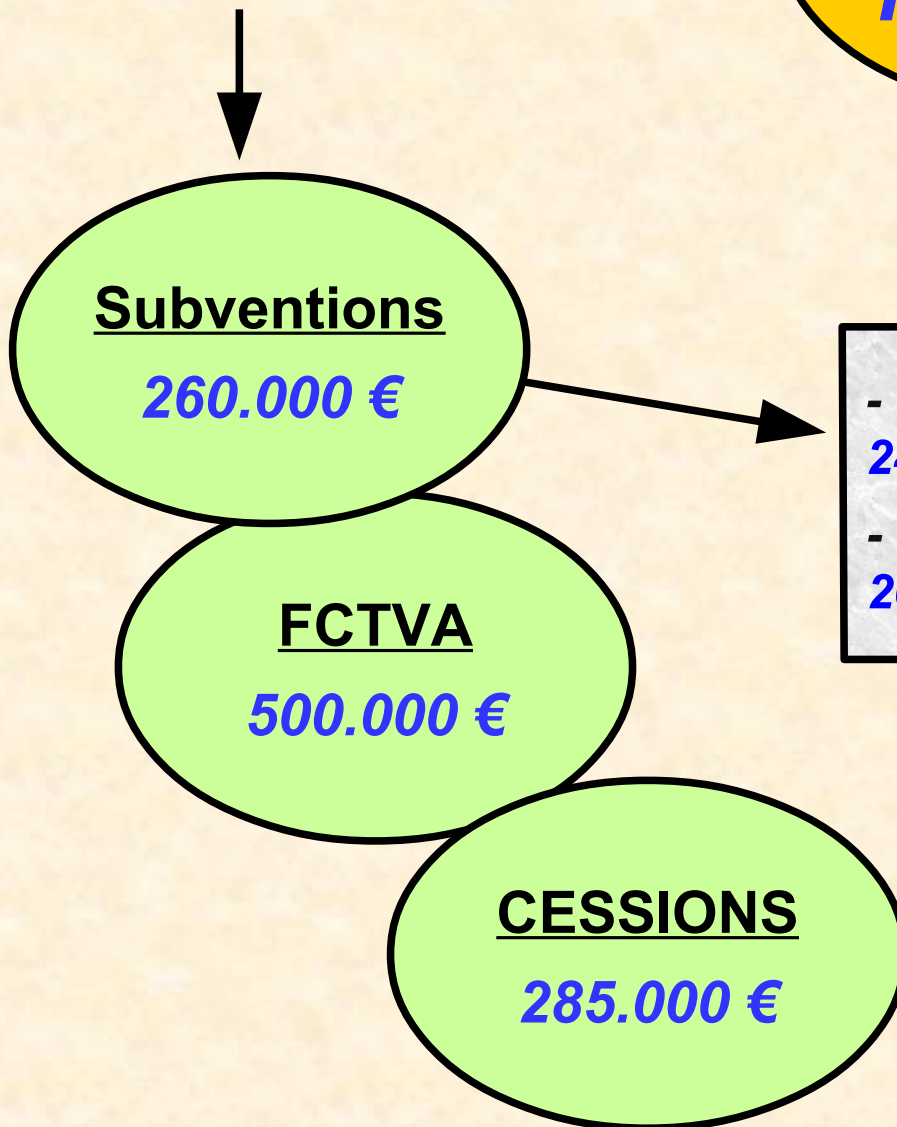 Subventions
260.000 €
-
-
FCTVA
500.000 €
CESSIONS
285.000 €